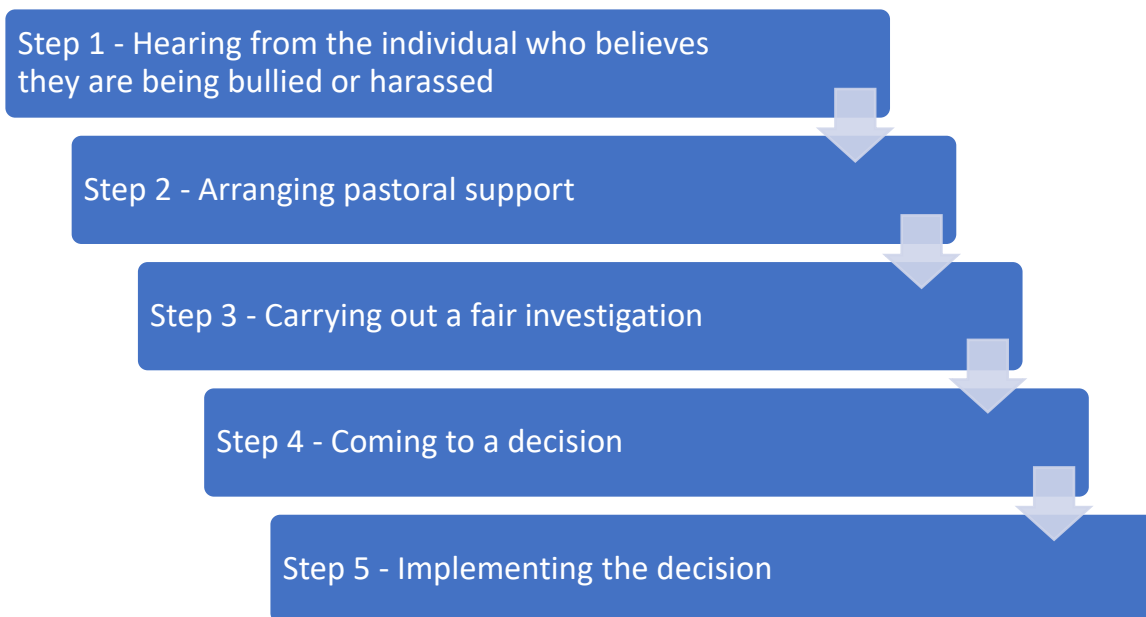 Step 1 - Hearing from the individual who believes
they are being bullied or harassed
Step 2 - Arranging pastoral support
Step 3 - Carrying out a fair investigation
Step 4 - Coming to a decision
Step 5 - Implementing the decision